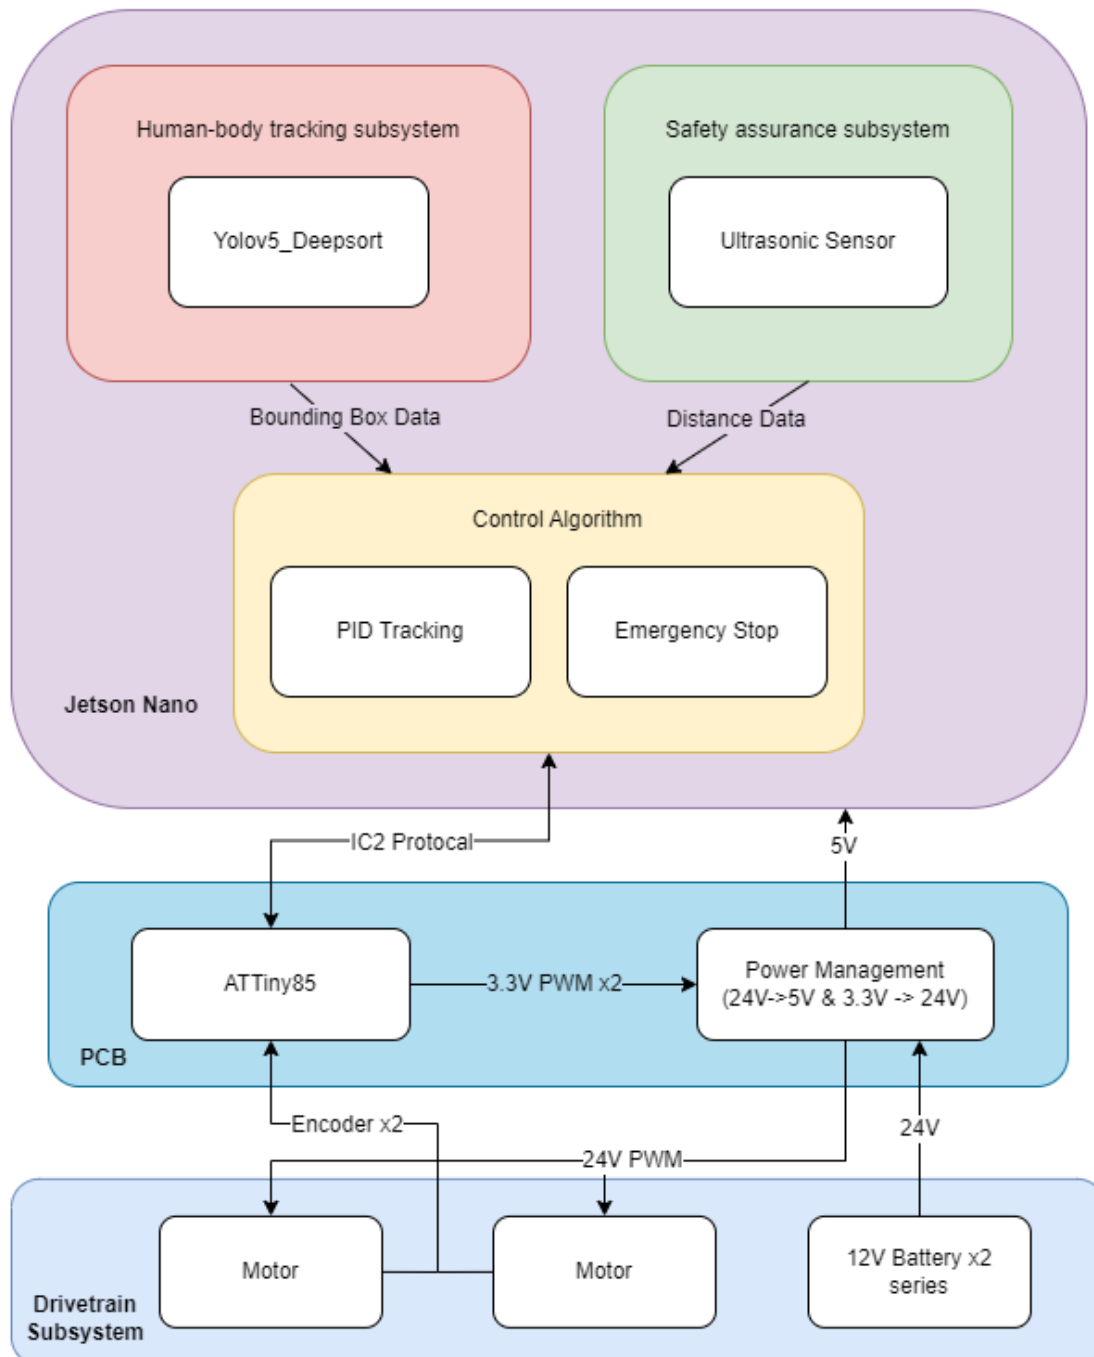 Human-body tracking subsystem
Safety assurance subsystem
Yolov5_Deepsort
Ultrasonic Sensor
Bounding Box Data
Distance Data
Control Algorithm
PID Tracking
Emergency Stop
Jetson Nano
IC2 Protocal
5V
ATTiny85
3.3V PWM x2
Power Management
(24V->5V & 3.3V -> 24V)
PCB
Encoder x2
24V
24V PWM
Motor
Motor
12V Battery x2
series
Drivetrain
Subsystem